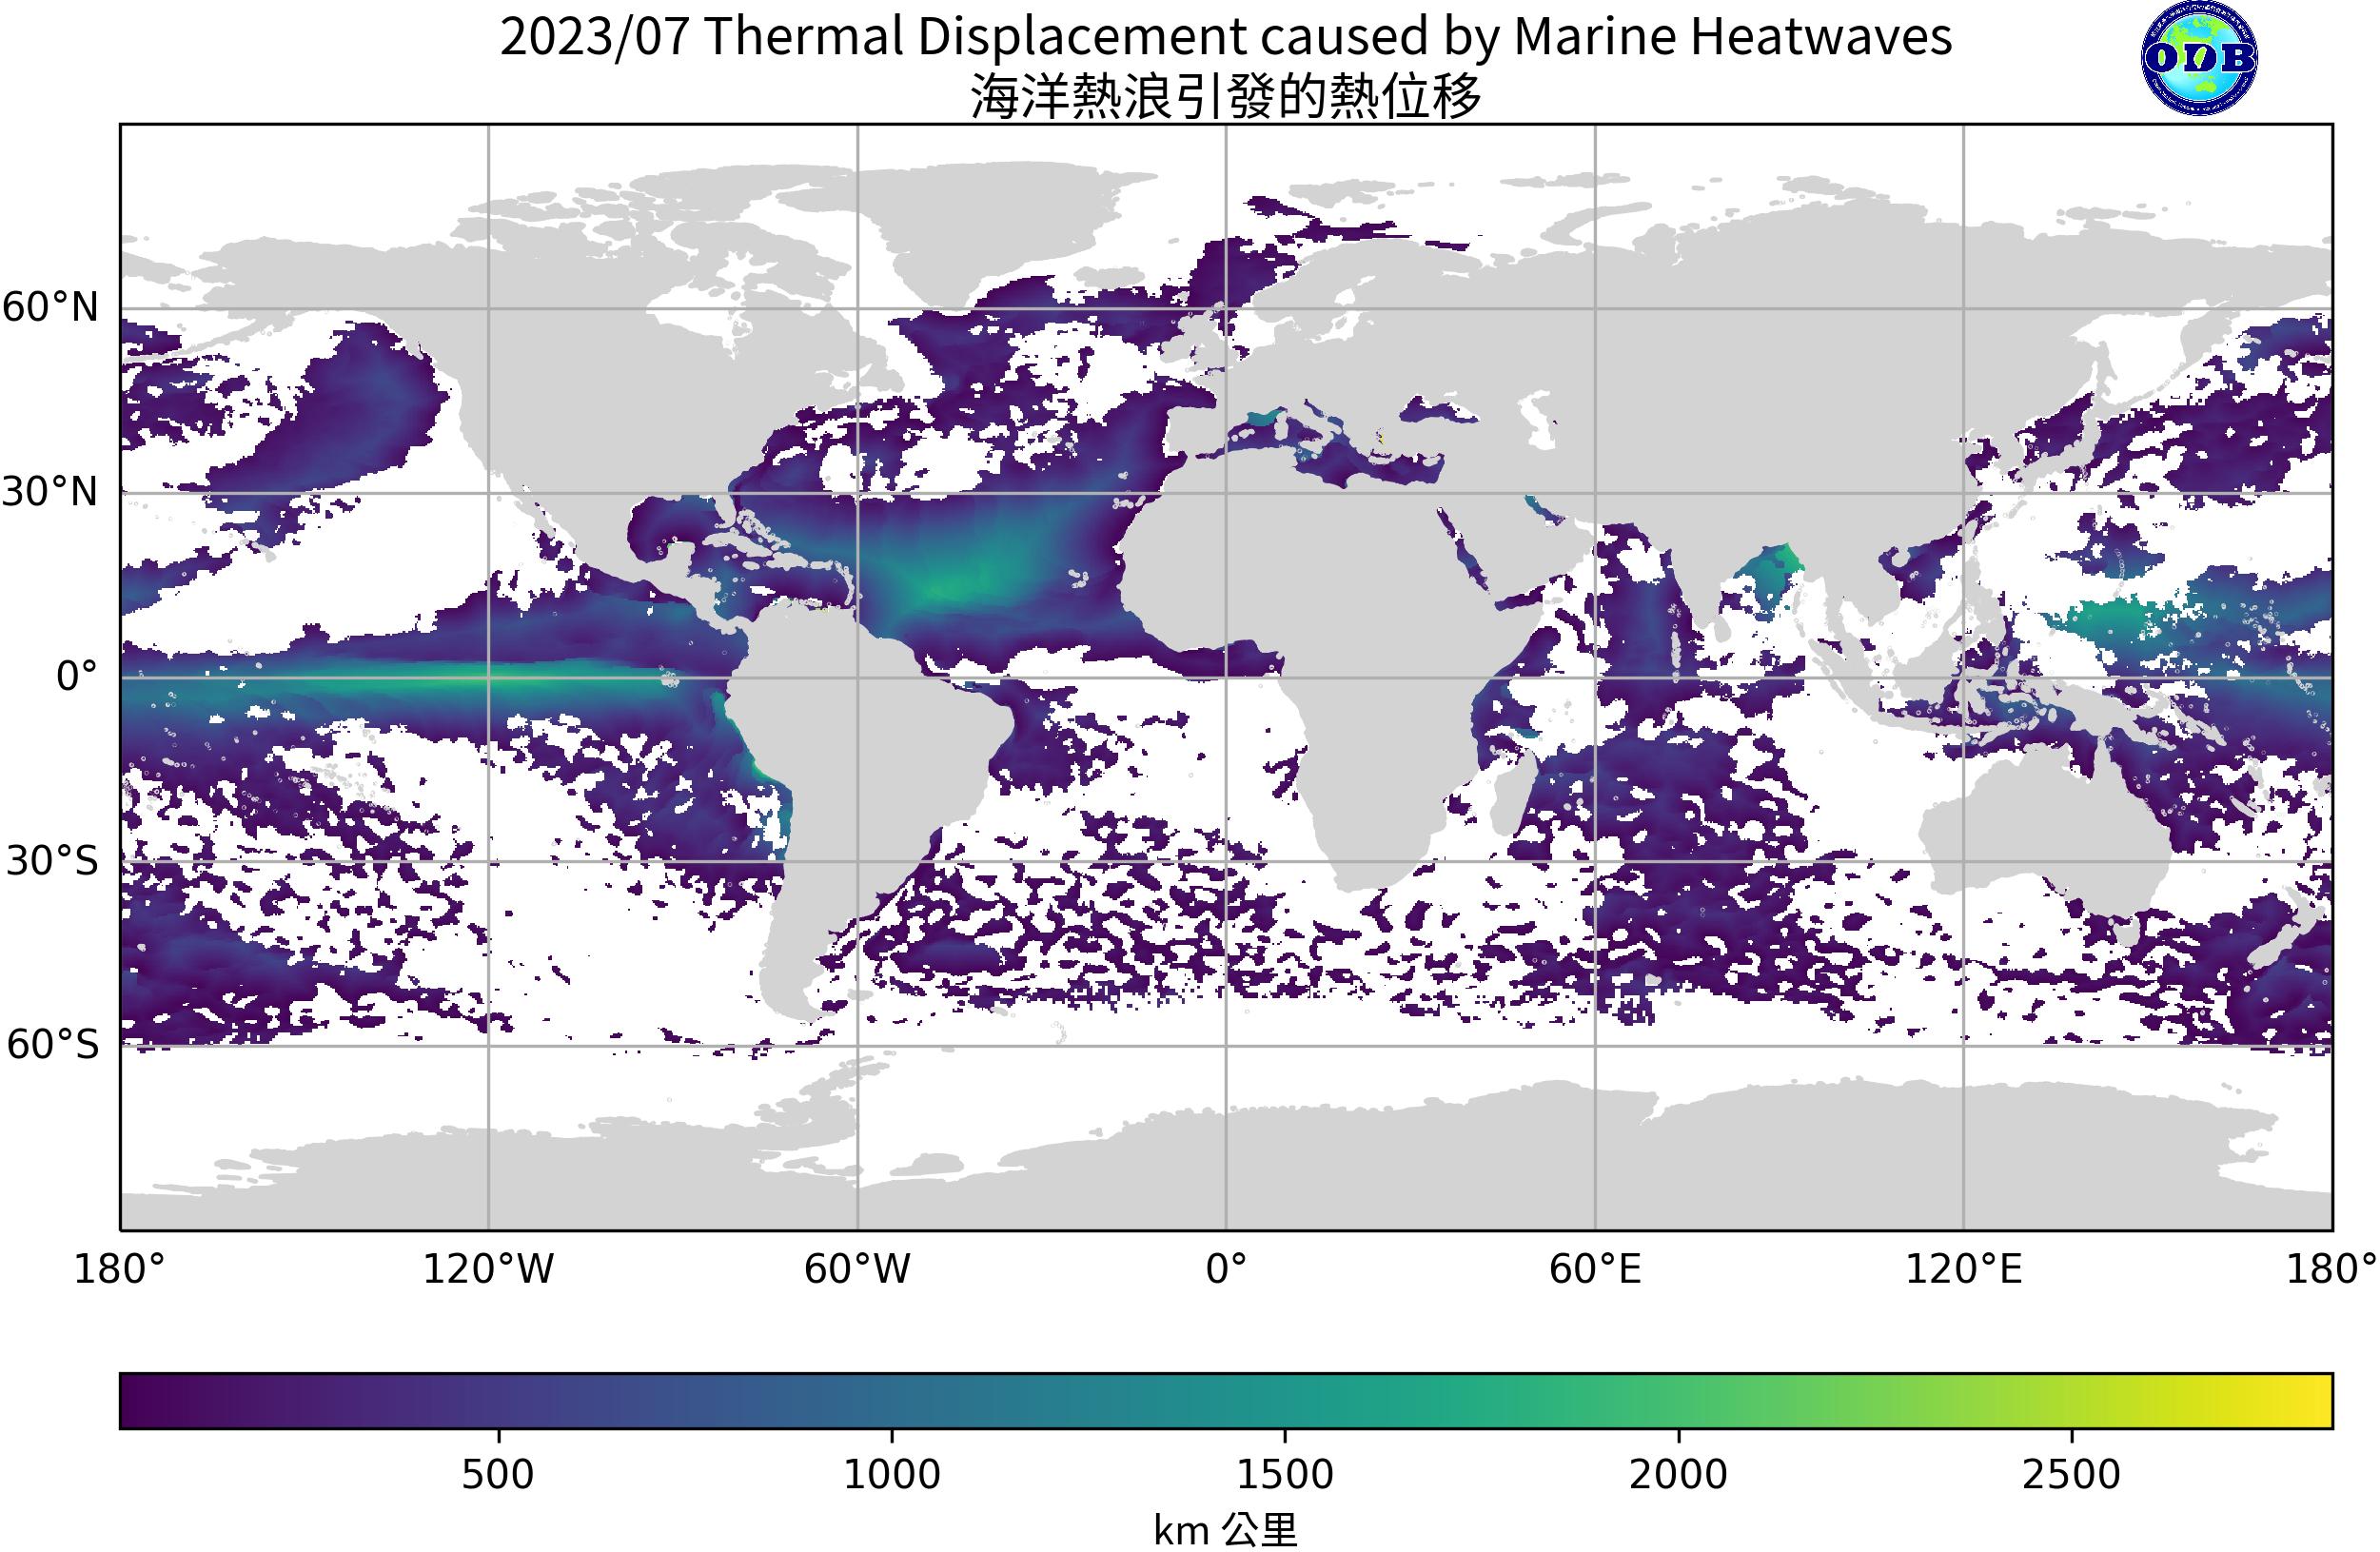 2023/07 Thermal Displacement caused by Marine Heatwaves
海洋熱浪引發的熱位移
ODB
60°N
30°N
0°
30°S
60°S
180° 120°W 60°W 0° 60°E 120°E 180°
500 1000 1500 2000 2500
km 公里